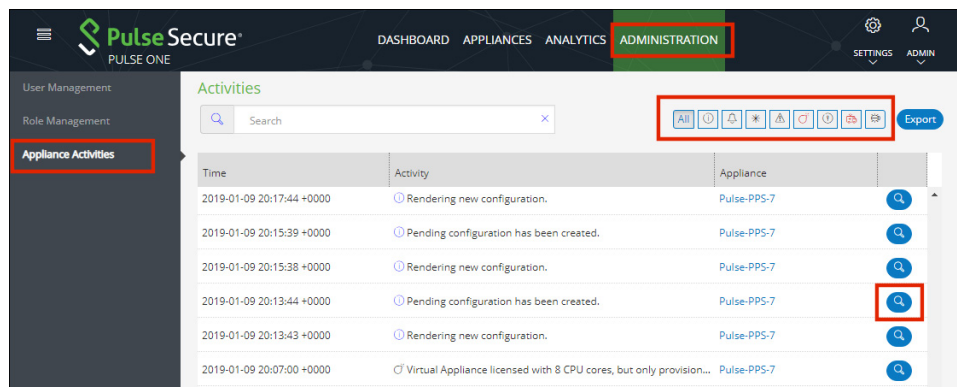 Pulse Secure®
PULSE ONE
DASHBOARD APPLIANCES ANALYTICS ADMINISTRATION
SETTINGS ADMIN
User Management
Role Management
Appliance Activities
Activities
Search
All
Export
Time Activity Appliance
2019-01-09 20:17:44 +0000 Rendering new configuration. Pulse-PPS-7
2019-01-09 20:15:39 +0000 Pending configuration has been created. Pulse-PPS-7
2019-01-09 20:15:38 +0000 Rendering new configuration. Pulse-PPS-7
2019-01-09 20:13:44 +0000 Pending configuration has been created. Pulse-PPS-7
2019-01-09 20:13:43 +0000 Rendering new configuration. Pulse-PPS-7
2019-01-09 20:07:00 +0000 Virtual Appliance licensed with 8 CPU cores, but only provision... Pulse-PPS-7